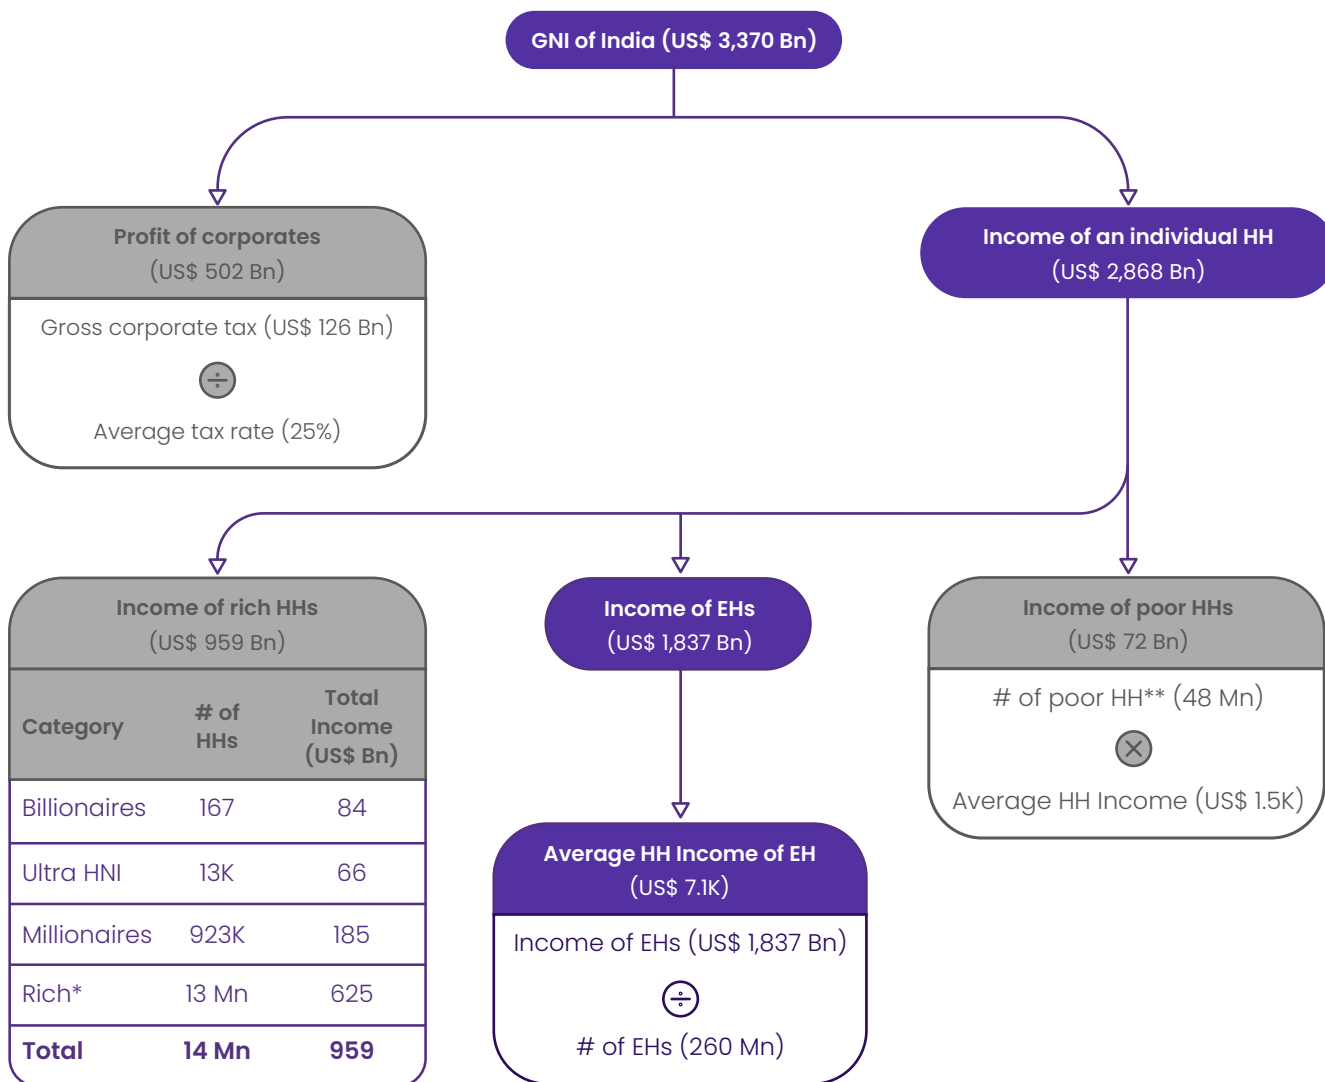 GNI of India (US$ 3,370 Bn)
Profit of corporates
(US$ 502 Bn)
Gross corporate tax (US$ 126 Bn)
÷
Average tax rate (25%)
Income of an individual HH
(US$ 2,868 Bn)
Income of rich HHs
(US$ 959 Bn)
Category # of HHs Total Income (US$ Bn)
Billionaires 167 84
Ultra HNI 13K 66
Millionaires 923K 185
Rich* 13 Mn 625
Total 14 Mn 959
Income of EHs
(US$ 1,837 Bn)
Average HH Income of EH
(US$ 7.1K)
Income of EHs (US$ 1,837 Bn)
÷
# of EHs (260 Mn)
Income of poor HHs
(US$ 72 Bn)
# of poor HH** (48 Mn)
×
Average HH Income (US$ 1.5K)